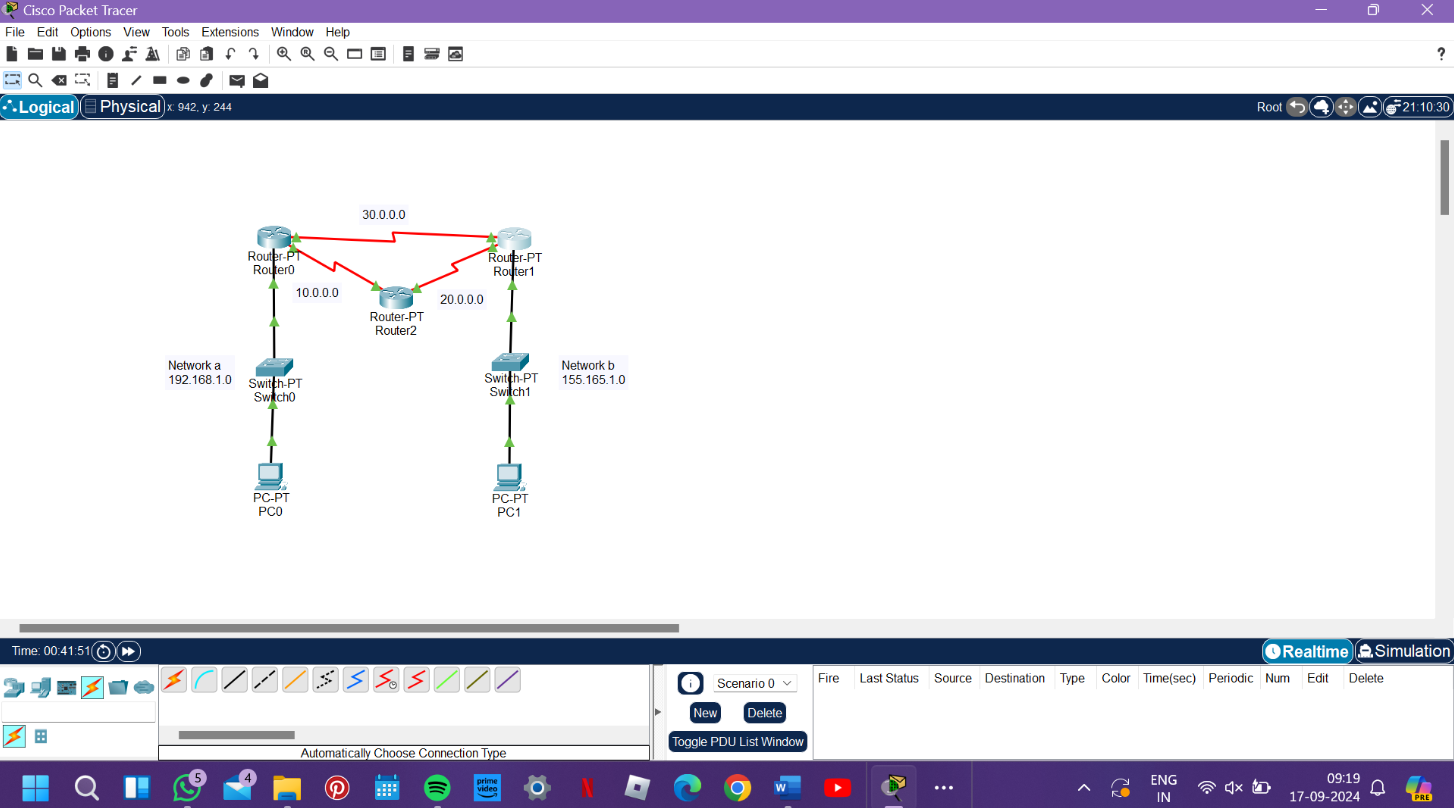 Cisco Packet Tracer
File Edit Options View Tools Extensions Window Help
?
Logical Physical x: 942, y: 244 Root 21:10:30
30.0.0.0
Router-PT
Router0
Router-PT
Router1
10.0.0.0
20.0.0.0
Router-PT
Router2
Network a
192.168.1.0
Switch-PT
Switch0
Switch-PT
Switch1
Network b
155.165.1.0
PC-PT
PC0
PC-PT
PC1
Time: 00:41:51 Realtime Simulation
Scenario 0
New Delete
Toggle PDU List Window
Fire Last Status Source Destination Type Color Time(sec) Periodic Num Edit Delete
Automatically Choose Connection Type
5
4
prime
video
W
ENG
IN
09:19
17-09-2024
PRE